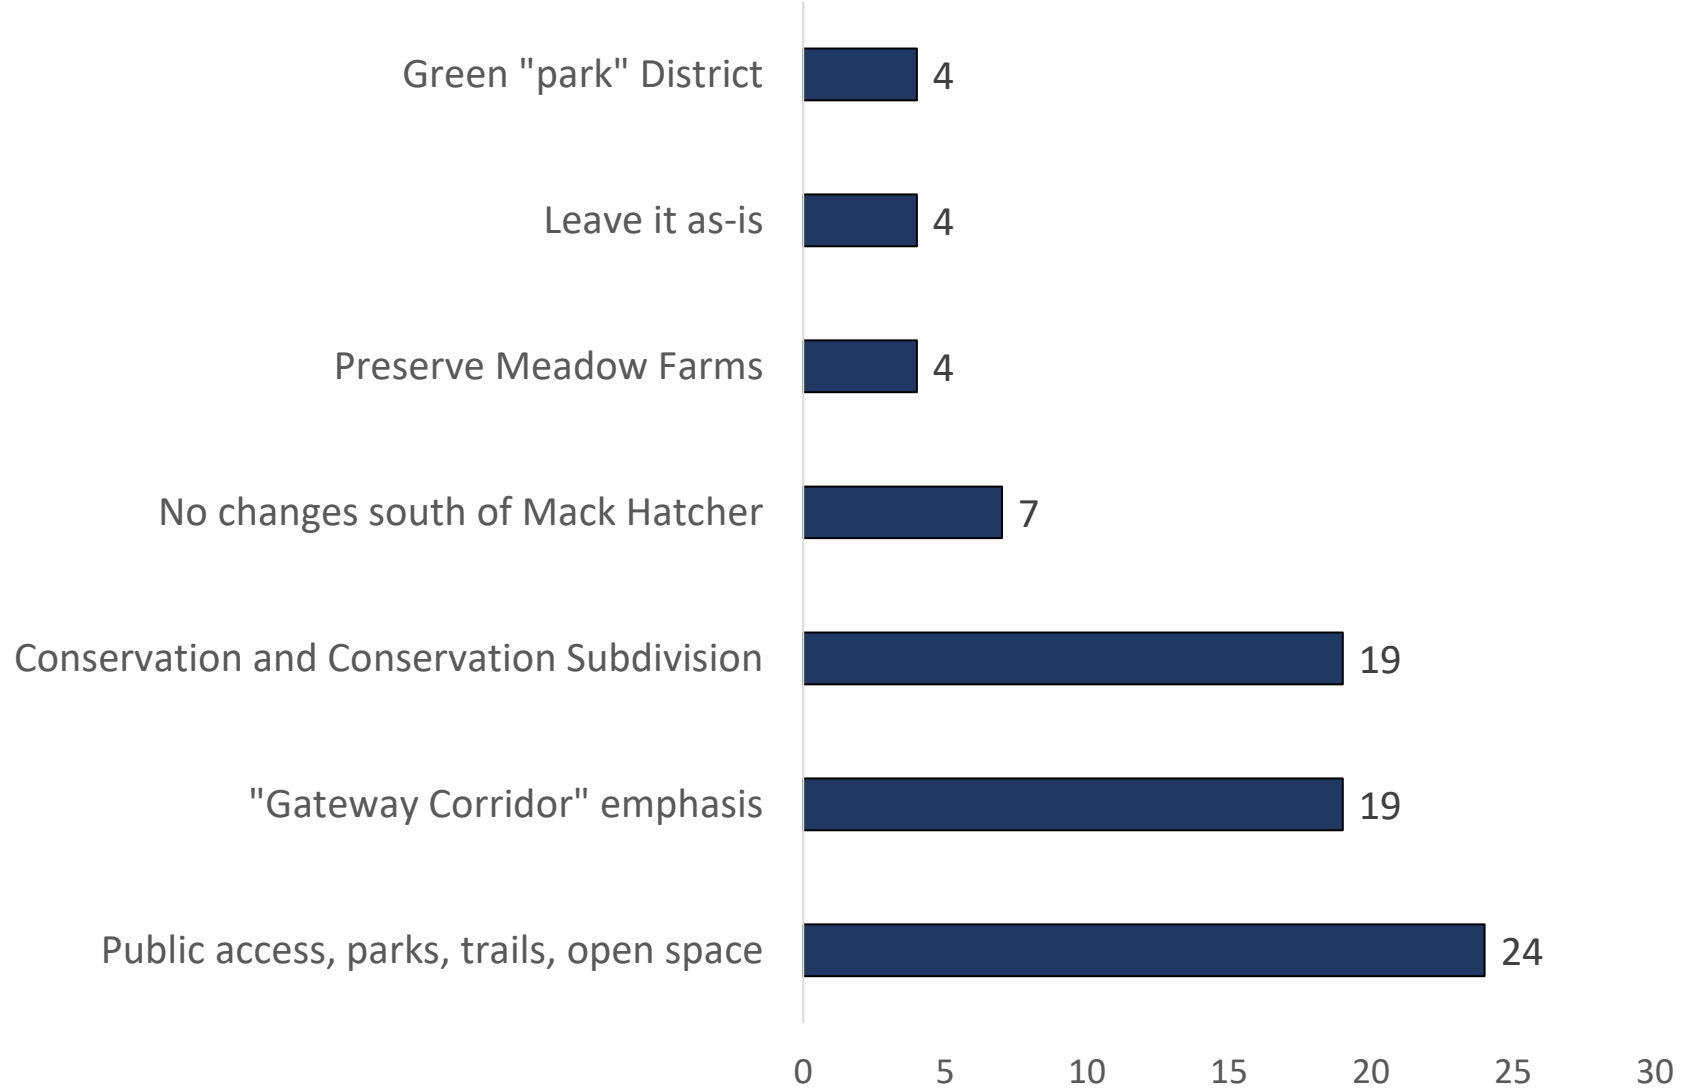 Green "park" District 4
Leave it as-is 4
Preserve Meadow Farms 4
No changes south of Mack Hatcher 7
Conservation and Conservation Subdivision 19
"Gateway Corridor" emphasis 19
Public access, parks, trails, open space 24
0 5 10 15 20 25 30